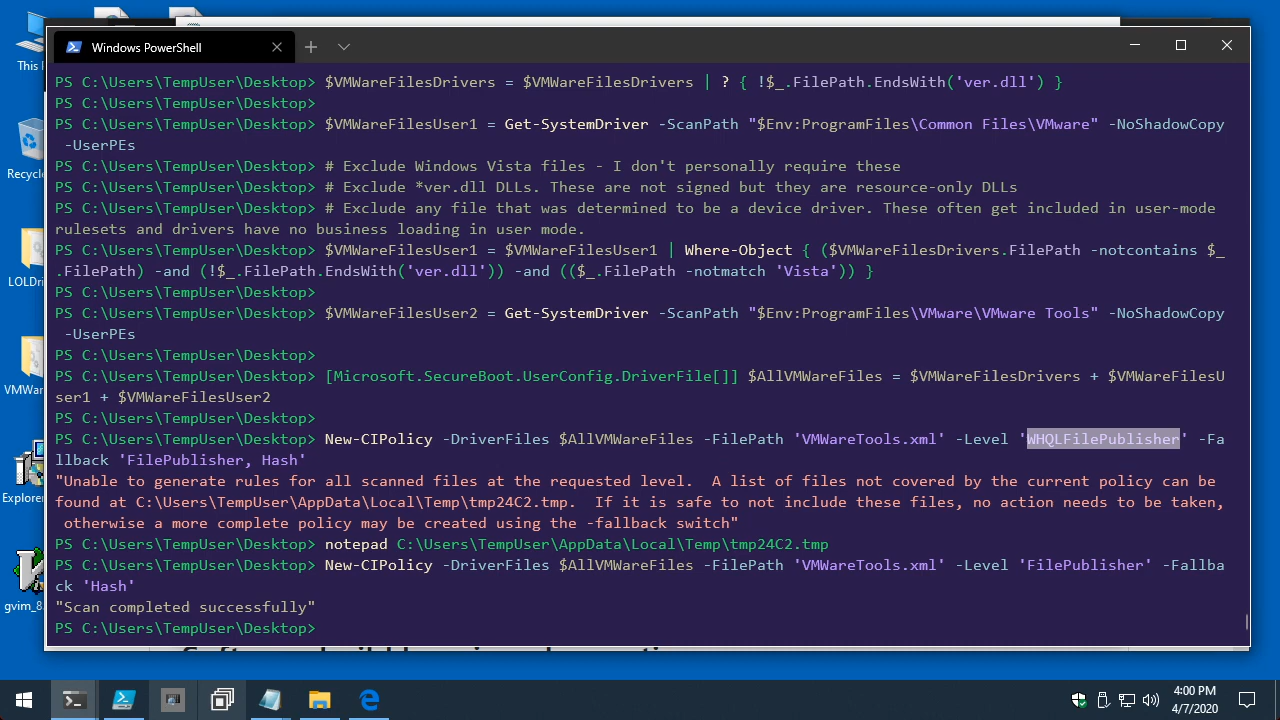 This
Recycl
LOLDri
VMWar
Explorer
gvim_8
Windows PowerShell
PS C:\Users\TempUser\Desktop> $VMWareFilesDrivers = $VMWareFilesDrivers | ? { !$_.FilePath.EndsWith('ver.dll') }
PS C:\Users\TempUser\Desktop>
PS C:\Users\TempUser\Desktop> $VMWareFilesUser1 = Get-SystemDriver -ScanPath "$Env:ProgramFiles\Common Files\VMware" -NoShadowCopy
-UserPEs
PS C:\Users\TempUser\Desktop> # Exclude Windows Vista files - I don't personally require these
PS C:\Users\TempUser\Desktop> # Exclude *ver.dll DLLs. These are not signed but they are resource-only DLLs
PS C:\Users\TempUser\Desktop> # Exclude any file that was determined to be a device driver. These often get included in user-mode
rulesets and drivers have no business loading in user mode.
PS C:\Users\TempUser\Desktop> $VMWareFilesUser1 = $VMWareFilesUser1 | Where-Object { ($VMWareFilesDrivers.FilePath -notcontains $_
.FilePath) -and (!$_.FilePath.EndsWith('ver.dll')) -and (($_.FilePath -notmatch 'Vista')) }
PS C:\Users\TempUser\Desktop>
PS C:\Users\TempUser\Desktop> $VMWareFilesUser2 = Get-SystemDriver -ScanPath "$Env:ProgramFiles\VMware\VMware Tools" -NoShadowCopy
-UserPEs
PS C:\Users\TempUser\Desktop>
PS C:\Users\TempUser\Desktop> [Microsoft.SecureBoot.UserConfig.DriverFile[]] $AllVMWareFiles = $VMWareFilesDrivers + $VMWareFilesU
ser1 + $VMWareFilesUser2
PS C:\Users\TempUser\Desktop>
PS C:\Users\TempUser\Desktop> New-CIPolicy -DriverFiles $AllVMWareFiles -FilePath 'VMWareTools.xml' -Level 'WHQLFilePublisher' -Fa
llback 'FilePublisher, Hash'
"Unable to generate rules for all scanned files at the requested level.  A list of files not covered by the current policy can be
found at C:\Users\TempUser\AppData\Local\Temp\tmp24C2.tmp.  If it is safe to not include these files, no action needs to be taken,
otherwise a more complete policy may be created using the -fallback switch"
PS C:\Users\TempUser\Desktop> notepad C:\Users\TempUser\AppData\Local\Temp\tmp24C2.tmp
PS C:\Users\TempUser\Desktop> New-CIPolicy -DriverFiles $AllVMWareFiles -FilePath 'VMWareTools.xml' -Level 'FilePublisher' -Fallba
ck 'Hash'
"Scan completed successfully"
PS C:\Users\TempUser\Desktop>
4:00 PM
4/7/2020